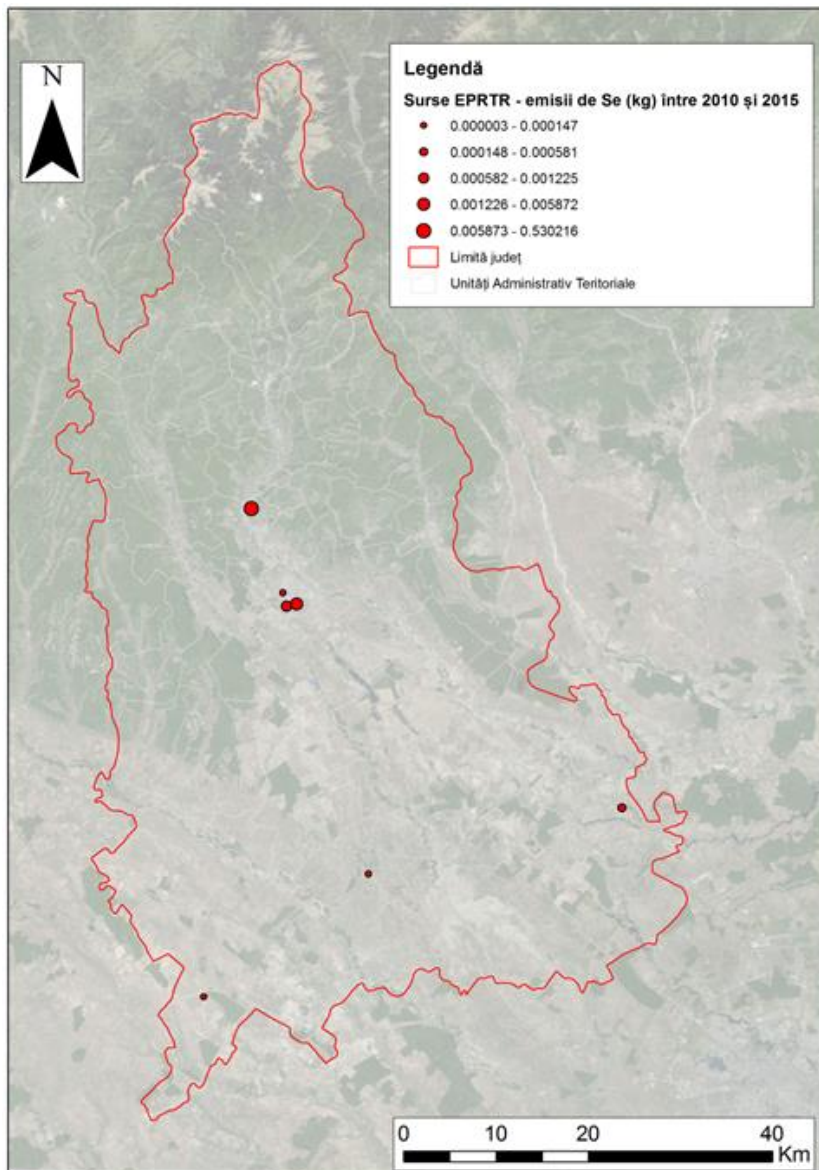 N
Legendă
Surse EPRTR - emisii de Se (kg) între 2010 și 2015
0.000003 - 0.000147
0.000148 - 0.000581
0.000582 - 0.001225
0.001226 - 0.005872
0.005873 - 0.530216
Limită județ
Unități Administrativ Teritoriale
0 10 20 40
Km